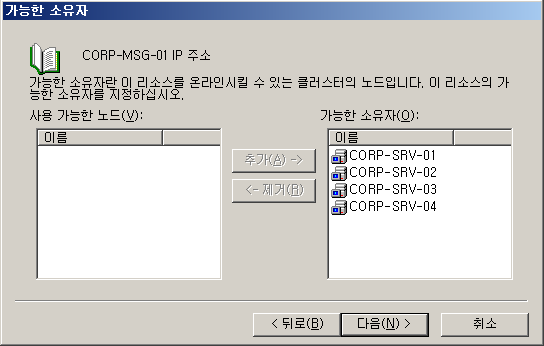 가능한 소유자
CORP-MSG-01 IP 주소
가능한 소유자란 이 리소스를 온라인시킬 수 있는 클러스터의 노드입니다. 이 리소스의 가
능한 소유자를 지정하십시오.
사용 가능한 노드(V):
가능한 소유자(O):
이름
이름
추가(A) ->
<- 제거(R)
CORP-SRV-01
CORP-SRV-02
CORP-SRV-03
CORP-SRV-04
< 뒤로(B)
다음(N) >
취소